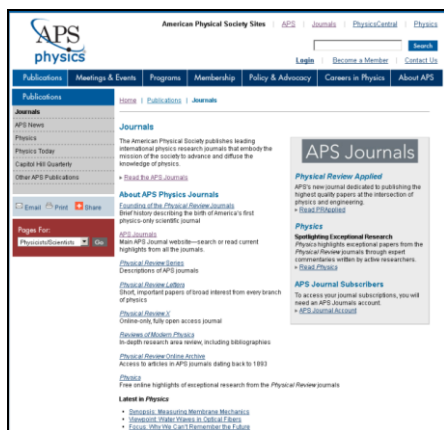 American Physical Society Sites | APS | Journals | PhysicsCentral | Physics
APS
physics
Search
Login | Become a Member | Contact Us
Publications Meetings & Events Programs Membership Policy & Advocacy Careers in Physics About APS
Publications
Journals
APS News
Physics
Physics Today
Capitol Hill Quarterly
Other APS Publications
Email Print Share
Pages For:
Physicists/Scientists Go
Home | Publications | Journals
Journals
The American Physical Society publishes leading
international physics research journals that embody the
mission of the society to advance and diffuse the
knowledge of physics.
» Read the APS Journals
About APS Physics Journals
Founding of the Physical Review Journals
Brief history describing the birth of America's first
physics-only scientific journal
APS Journals
Main APS Journal website—search or read current
highlights from all the journals.
Physical Review Series
Descriptions of APS journals
Physical Review Letters
Short, important papers of broad interest from every branch
of physics
Physical Review X
Online-only, fully open access journal
Reviews of Modern Physics
In-depth research area review, including bibliographies
Physical Review Online Archive
Access to articles in APS journals dating back to 1893
Physics
Free online highlights of exceptional research from the Physical Review journals
Latest in Physics
• Synopsis: Measuring Membrane Mechanics
• Viewpoint: Water Waves in Optical Fibers
• Focus: Why We Can't Remember the Future
APS Journals
Physical Review Applied
APS's new journal dedicated to publishing the
highest quality papers at the intersection of
physics and engineering.
» Read PRApplied
Physics
Spotlighting Exceptional Research
Physics highlights exceptional papers from the
Physical Review journals through expert
commentaries written by active researchers.
» Read Physics
APS Journal Subscribers
To access your journal subscriptions, you will
need an APS Journals account.
» APS Journal Account